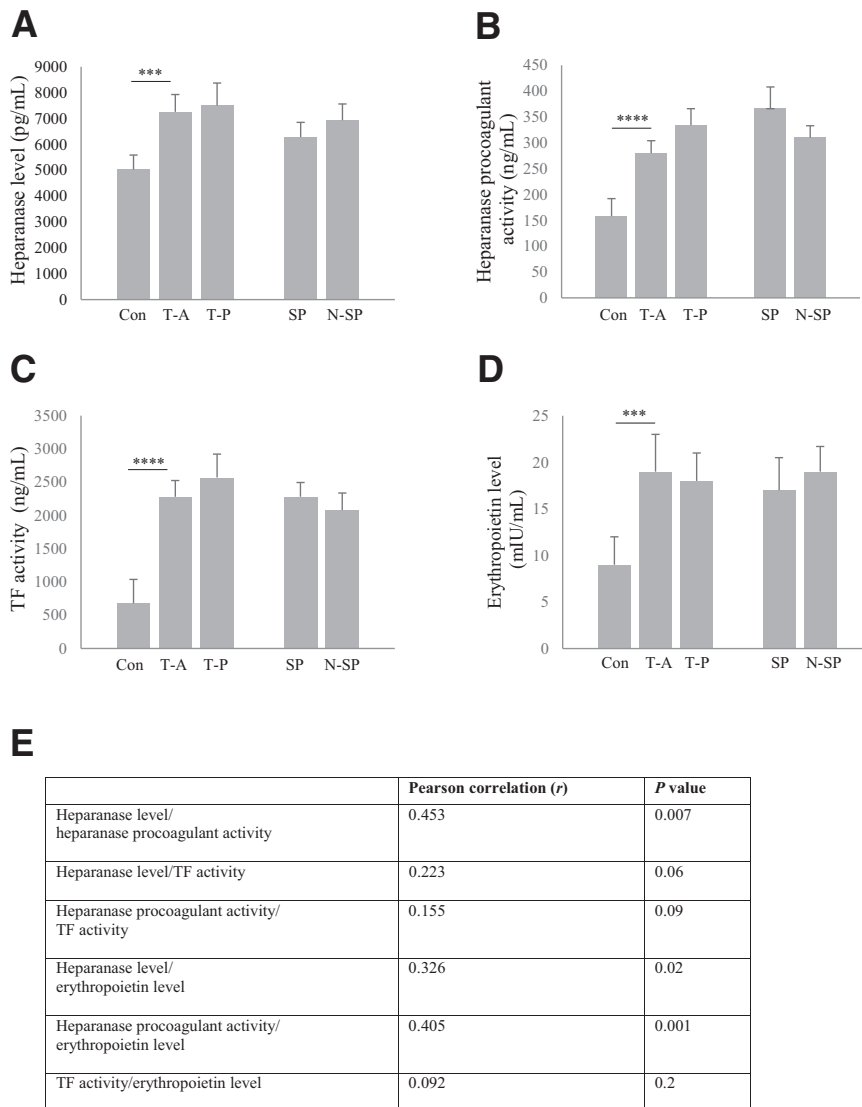 A
Heparanase level (pg/mL)
9000
8000
7000
6000
5000
4000
3000
2000
1000
0
***
Con T-A T-P SP N-SP
B
Heparanase procoagulant
activity (ng/mL)
450
400
350
300
250
200
150
100
50
0
****
Con T-A T-P SP N-SP
C
TF activity (ng/mL)
3500
3000
2500
2000
1500
1000
500
0
****
Con T-A T-P SP N-SP
D
Erythropoietin level
(mIU/mL)
25
20
15
10
5
0
***
Con T-A T-P SP N-SP
E
Pearson correlation (r) P value
Heparanase level/ 0.453 0.007
heparanase procoagulant activity
Heparanase level/TF activity 0.223 0.06
Heparanase procoagulant activity/ 0.155 0.09
TF activity
Heparanase level/ 0.326 0.02
erythropoietin level
Heparanase procoagulant activity/ 0.405 0.001
erythropoietin level
TF activity/erythropoietin level 0.092 0.2